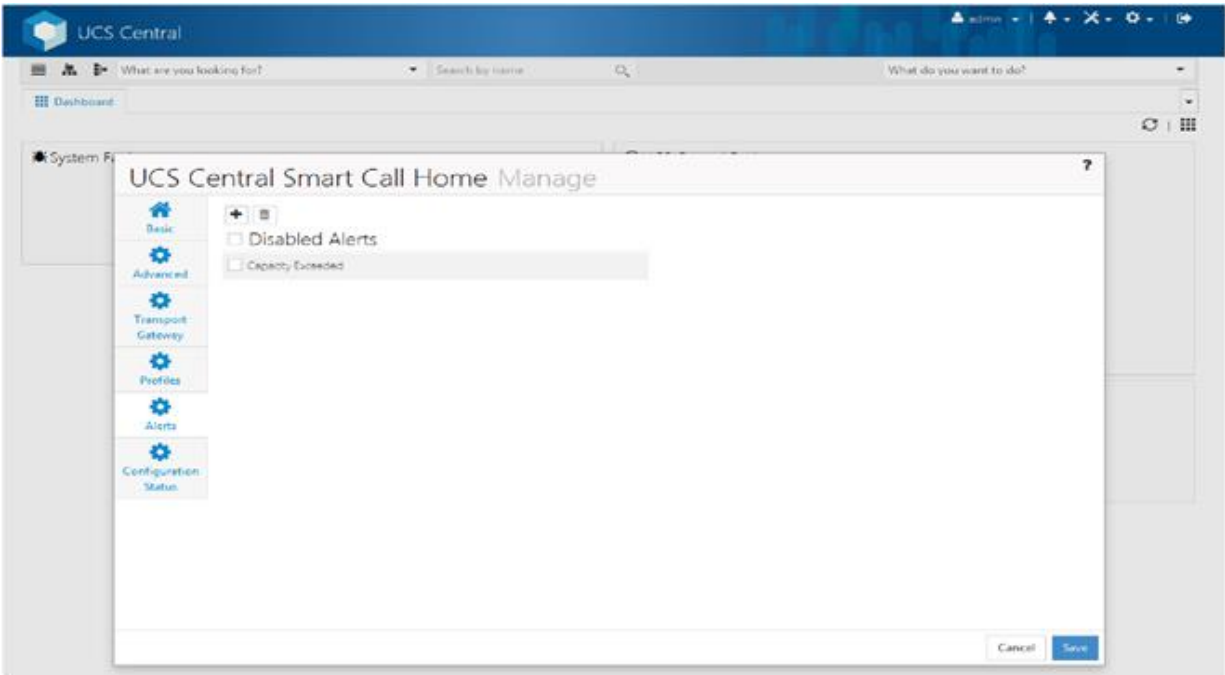 UCS Central
admin
What are you looking for?
Search by name
What do you want to do?
Dashboard
System Fa
UCS Central Smart Call Home Manage
?
Basic
Disabled Alerts
Capacity Exceeded
Advanced
Transport
Gateway
Profiles
Alerts
Configuration
Status
Cancel
Save